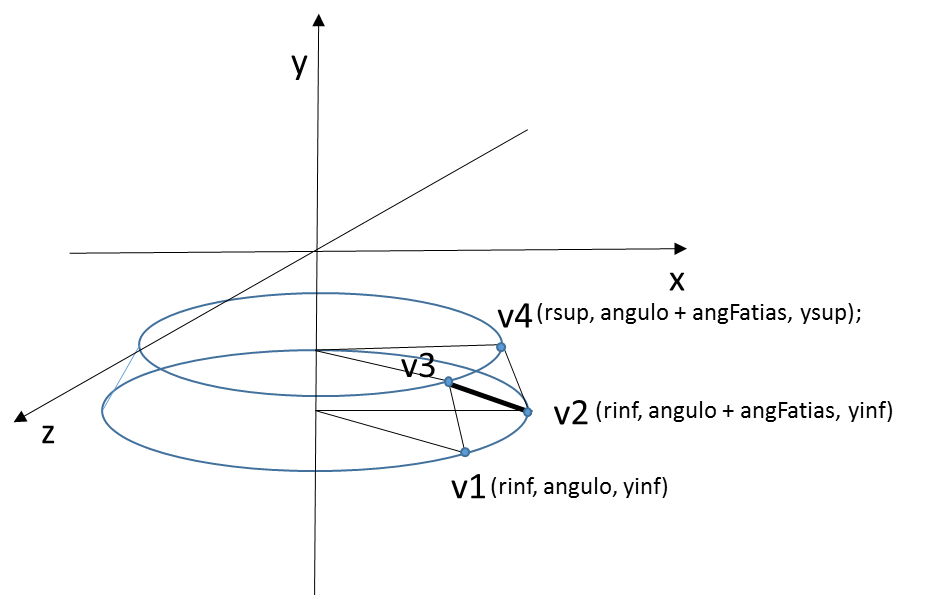 y
x
v4 (rsup, angulo + angFatias, ysup);
v3
v2 (rinf, angulo + angFatias, yinf)
z
v1 (rinf, angulo, yinf)